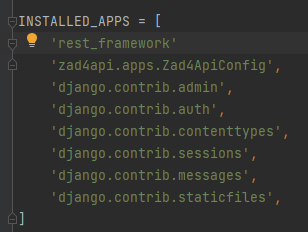 INSTALLED_APPS = [
'rest_framework'
'zad4api.apps.Zad4ApiConfig',
'django.contrib.admin',
'django.contrib.auth',
'django.contrib.contenttypes',
'django.contrib.sessions',
'django.contrib.messages',
'django.contrib.staticfiles',
]